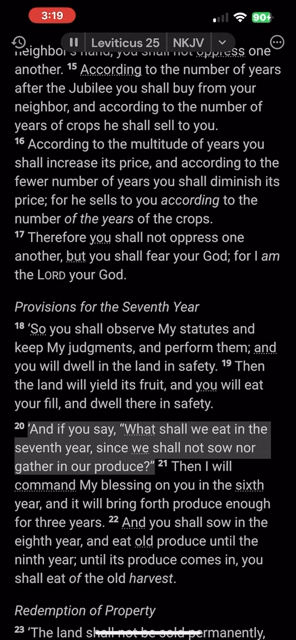 3:19
90+
Leviticus 25 NKJV
neighbor's hand, you shall not oppress one
another. 15 According to the number of years
after the Jubilee you shall buy from your
neighbor, and according to the number of
years of crops he shall sell to you.
16 According to the multitude of years you
shall increase its price, and according to the
fewer number of years you shall diminish its
price; for he sells to you according to the
number of the years of the crops.
17 Therefore you shall not oppress one
another, but you shall fear your God; for I am
the LORD your God.
Provisions for the Seventh Year
18 ‘So you shall observe My statutes and
keep My judgments, and perform them; and
you will dwell in the land in safety. 19 Then
the land will yield its fruit, and you will eat
your fill, and dwell there in safety.
20 ‘And if you say, “What shall we eat in the
seventh year, since we shall not sow nor
gather in our produce?” 21 Then I will
command My blessing on you in the sixth
year, and it will bring forth produce enough
for three years. 22 And you shall sow in the
eighth year, and eat old produce until the
ninth year; until its produce comes in, you
shall eat of the old harvest.
Redemption of Property
23 ‘The land shall not be sold permanently,